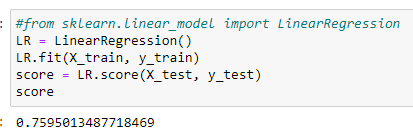 : #from sklearn.linear_model import LinearRegression
LR = LinearRegression()
LR.fit(X_train, y_train)
score = LR.score(X_test, y_test)
score
: 0.7595013487718469